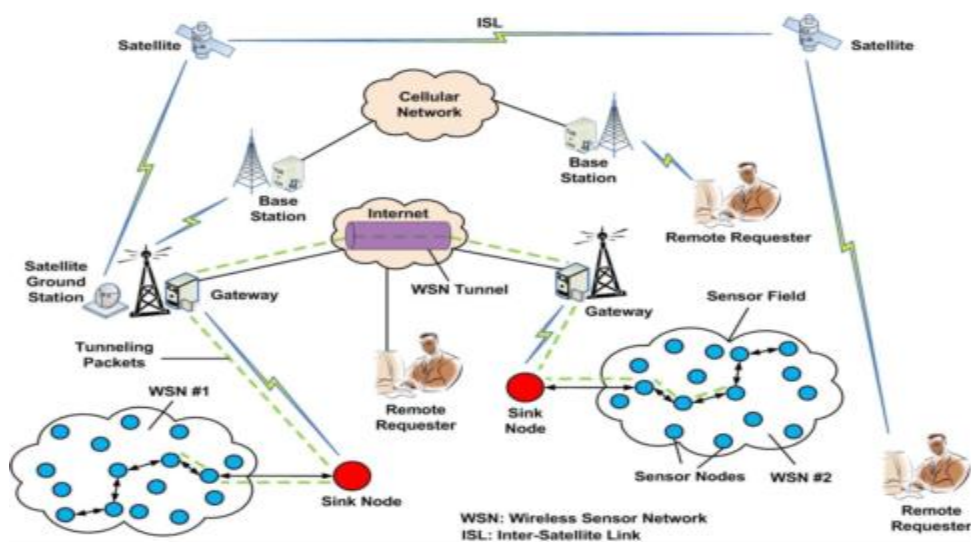 ISL
Satellite
Satellite
Cellular
Network
Base
Station
Base
Station
Remote Requester
Internet
Satellite
Ground
Station
Gateway
WSN Tunnel
Gateway
Sensor Field
Tunneling
Packets
WSN #1
Remote
Requester
Sink
Node
Sink Node
Sensor Nodes
WSN #2
Remote
Requester
WSN: Wireless Sensor Network
ISL: Inter-Satellite Link